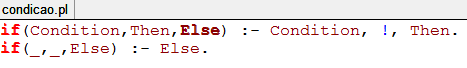 condicao.pl
if(Condition,Then,Else) :- Condition, !, Then.
if(_,_,Else) :- Else.